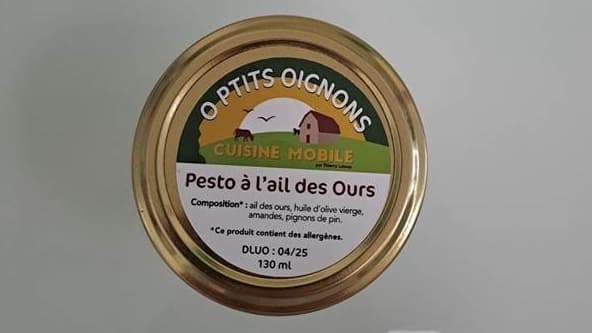 O PTITS OIGNONS
CUISINE MOBILE
Pesto à l'ail des Ours
Composition* : ail des ours, huile d'olive vierge,
amandes, pignons de pin.
*Ce produit contient des allergènes.
DLUO : 04/25
130 ml